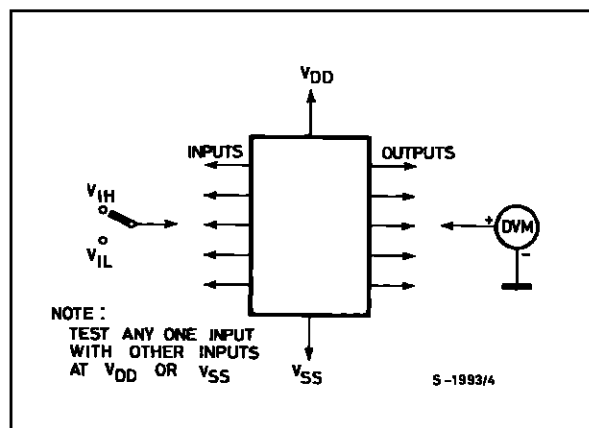 VDD
INPUTS
OUTPUTS
VIH
VIL
+
DVM
-
NOTE :
TEST ANY ONE INPUT
WITH OTHER INPUTS
AT VDD OR VSS
VSS
S-1993/4